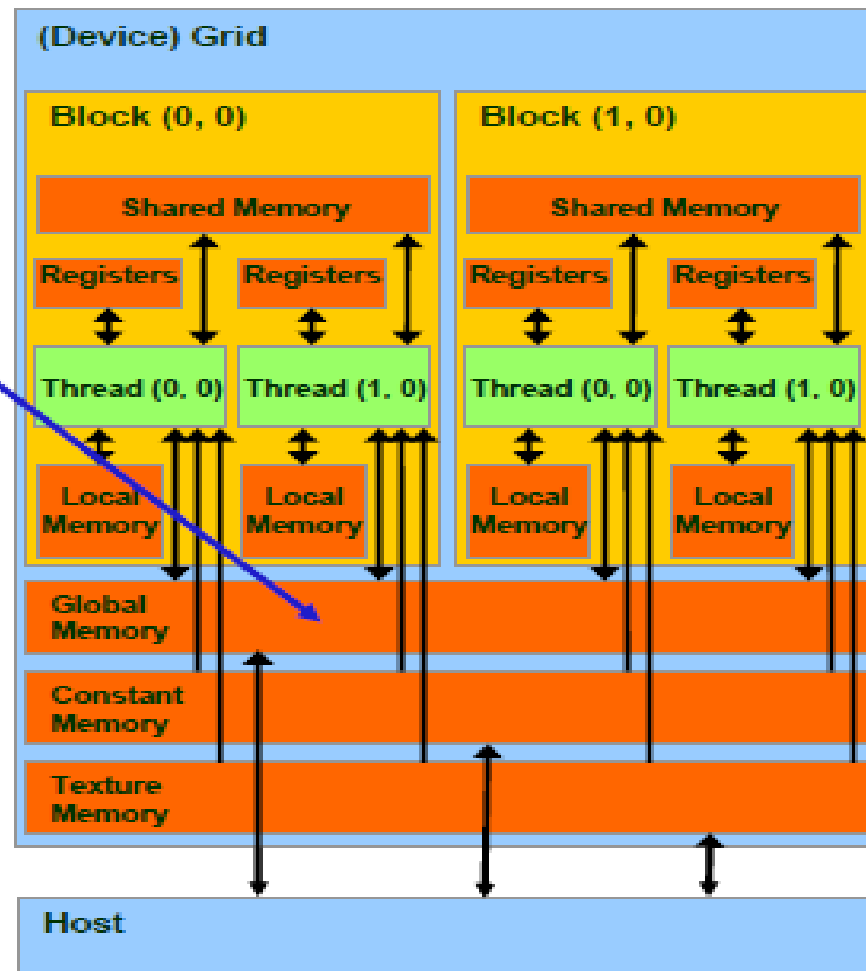 (Device) Grid
Block (0, 0)
Block (1, 0)
Shared Memory
Shared Memory
Registers
Registers
Registers
Registers
Thread (0, 0)
Thread (1, 0)
Thread (0, 0)
Thread (1, 0)
Local
Memory
Local
Memory
Local
Memory
Local
Memory
Global
Memory
Constant
Memory
Texture
Memory
Host